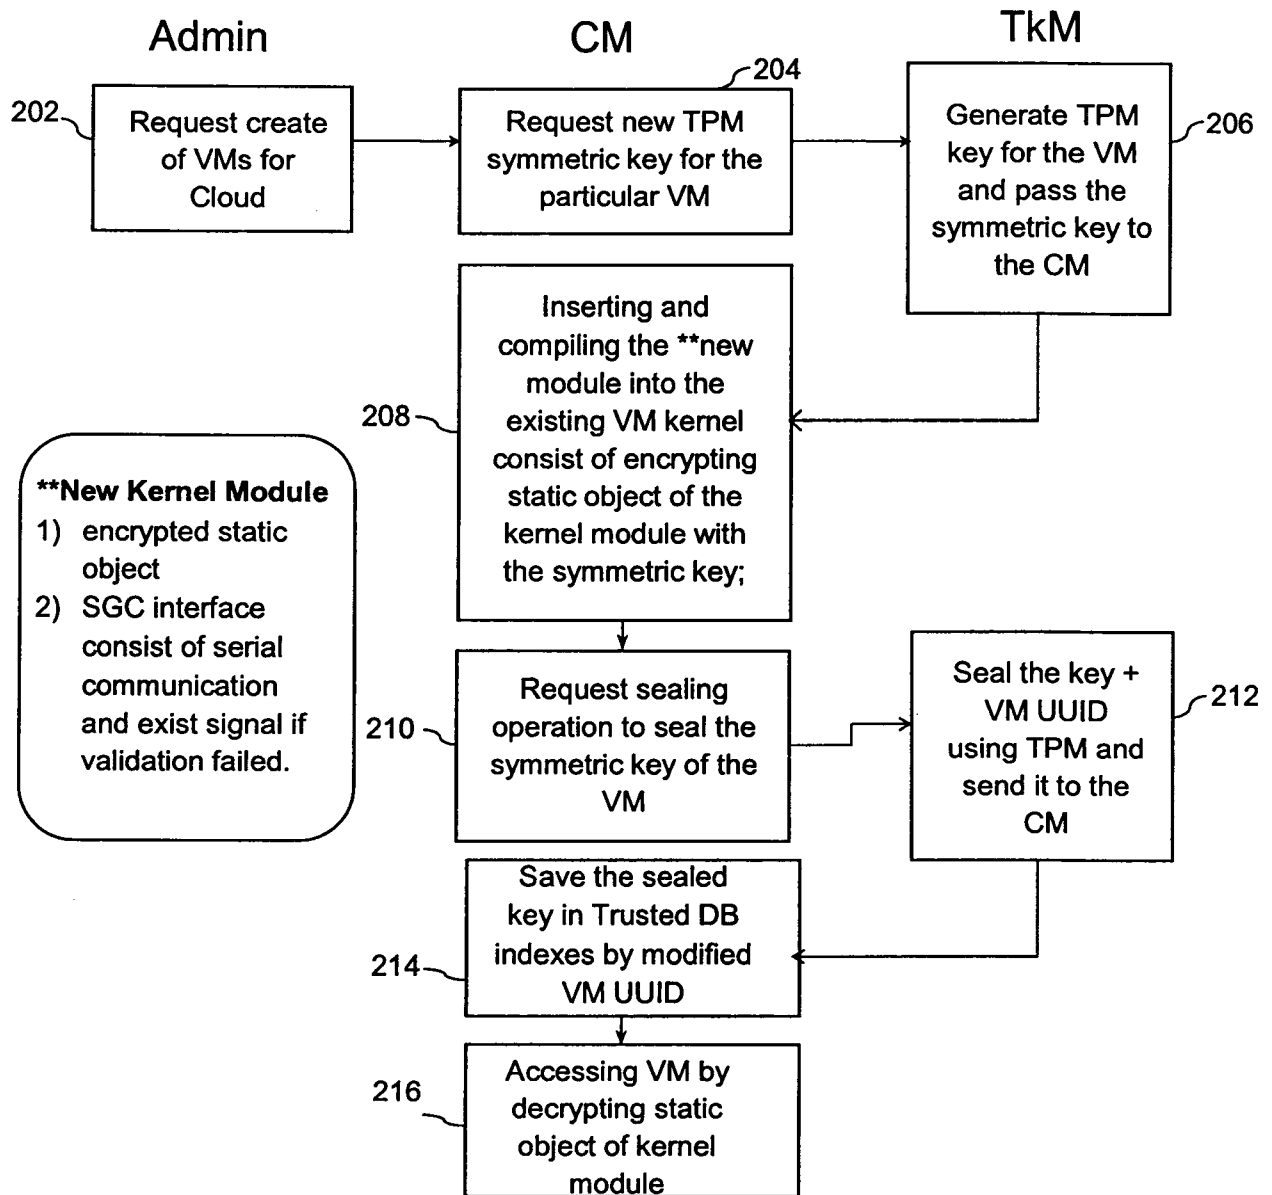 Admin
CM
TkM
202
Request create
of VMs for
Cloud
204
Request new TPM
symmetric key for the
particular VM
206
Generate TPM
key for the VM
and pass the
symmetric key to
the CM
208
Inserting and
compiling the **new
module into the
existing VM kernel
consist of encrypting
static object of the
kernel module with
the symmetric key;
**New Kernel Module
1) encrypted static
object
2) SGC interface
consist of serial
communication
and exist signal if
validation failed.
210
Request sealing
operation to seal the
symmetric key of the
VM
212
Seal the key +
VM UUID
using TPM and
send it to the
CM
214
Save the sealed
key in Trusted DB
indexes by modified
VM UUID
216
Accessing VM by
decrypting static
object of kernel
module